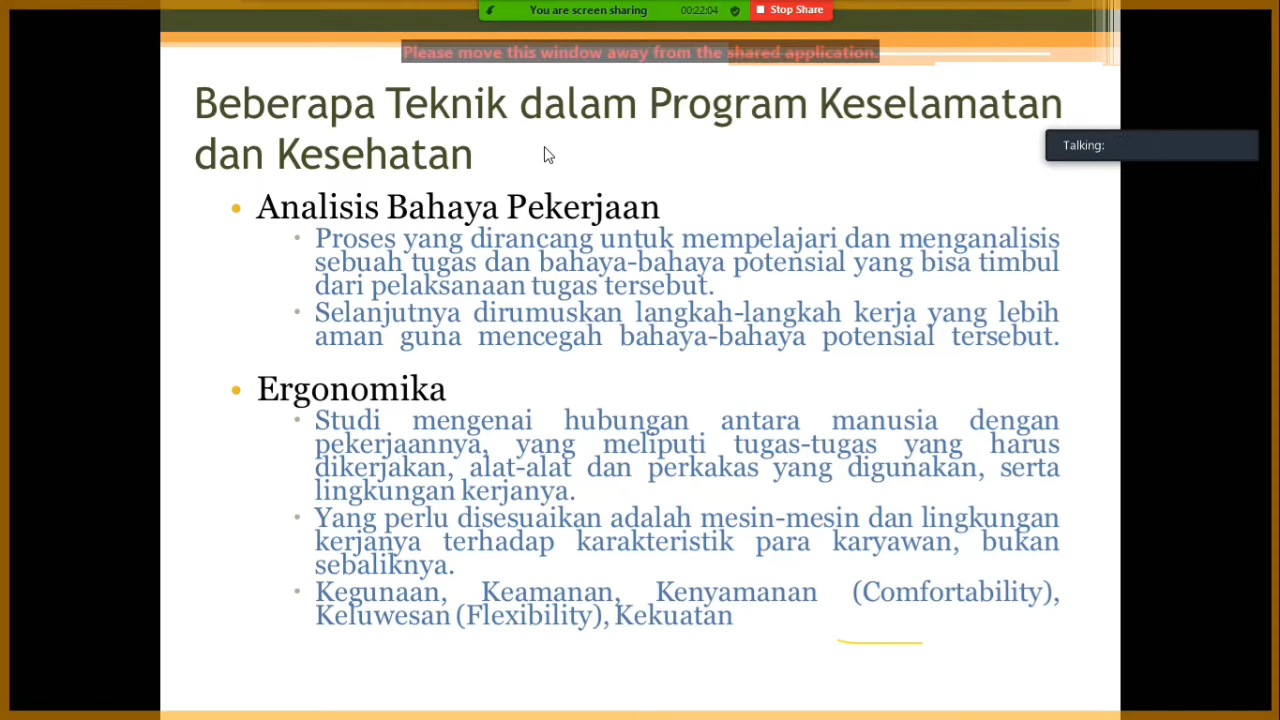 You are screen sharing 00:22:04 Stop Share
Please move this window away from the shared application.
Beberapa Teknik dalam Program Keselamatan
dan Kesehatan
Talking:
• Analisis Bahaya Pekerjaan
• Proses yang dirancang untuk mempelajari dan menganalisis
sebuah tugas dan bahaya-bahaya potensial yang bisa timbul
dari pelaksanaan tugas tersebut.
• Selanjutnya dirumuskan langkah-langkah kerja yang lebih
aman guna mencegah bahaya-bahaya potensial tersebut.
• Ergonomika
• Studi mengenai hubungan antara manusia dengan
pekerjaannya, yang meliputi tugas-tugas yang harus
dikerjakan, alat-alat dan perkakas yang digunakan, serta
lingkungan kerjanya.
• Yang perlu disesuaikan adalah mesin-mesin dan lingkungan
kerjanya terhadap karakteristik para karyawan, bukan
sebaliknya.
• Kegunaan, Keamanan, Kenyamanan (Comfortability),
Keluwesan (Flexibility), Kekuatan